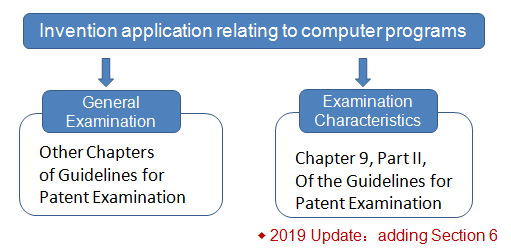 Invention application relating to computer programs
General
Examination
Other Chapters
of Guidelines for
Patent Examination
Examination
Characteristics
Chapter 9, Part II,
Of the Guidelines for
Patent Examination
◆ 2019 Update：adding Section 6